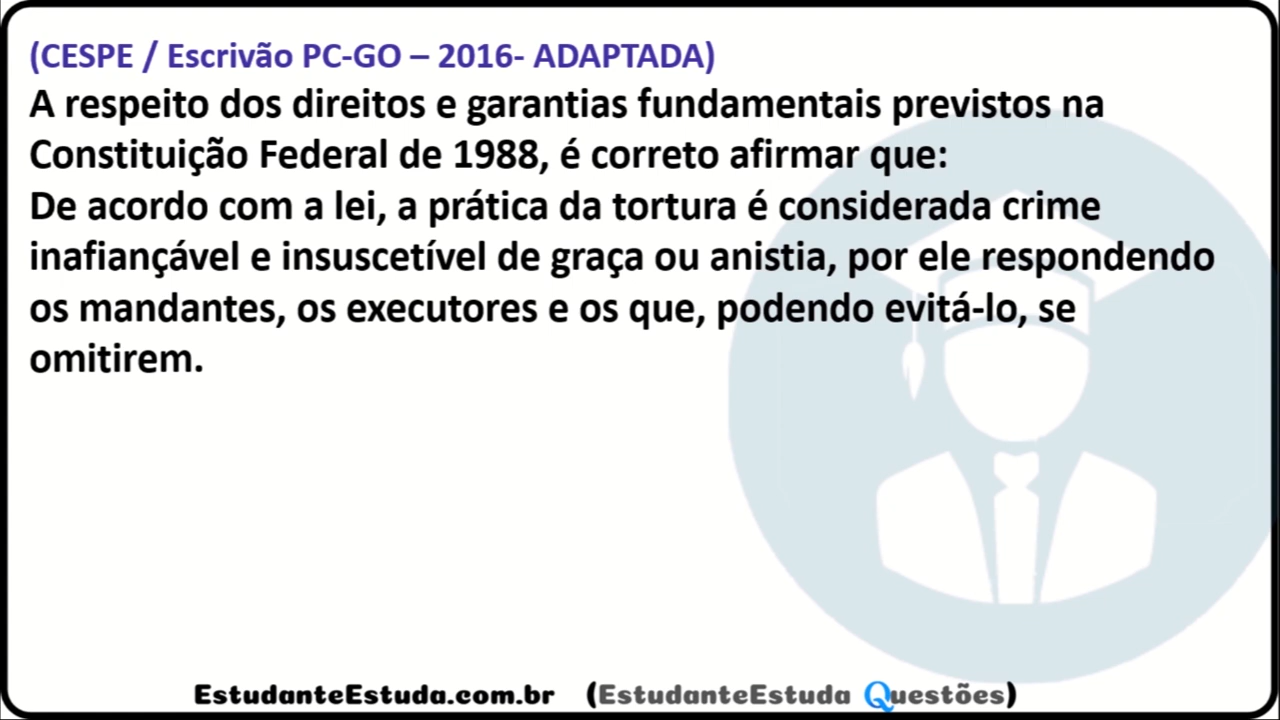 (CESPE / Escrivão PC-GO – 2016- ADAPTADA)
A respeito dos direitos e garantias fundamentais previstos na
Constituição Federal de 1988, é correto afirmar que:
De acordo com a lei, a prática da tortura é considerada crime
inafiançável e insuscetível de graça ou anistia, por ele respondendo
os mandantes, os executores e os que, podendo evitá-lo, se
omitirem.
EstudanteEstuda.com.br (EstudanteEstuda Questões)